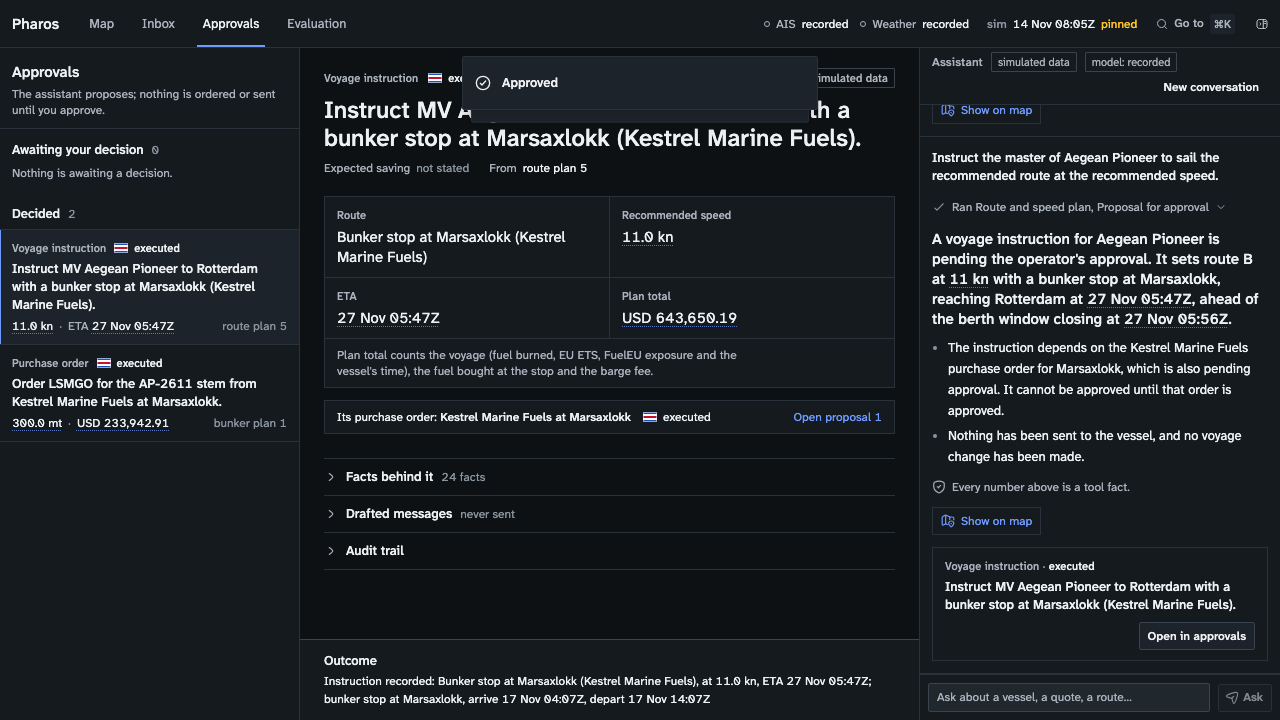 Pharos
Map
Inbox
Approvals
Evaluation
AIS recorded
Weather recorded
sim 14 Nov 08:05Z pinned
Go to ⌘K
Approvals
The assistant proposes; nothing is ordered or sent
until you approve.
Awaiting your decision 0
Nothing is awaiting a decision.
Decided 2
Voyage instruction executed
Instruct MV Aegean Pioneer to Rotterdam
with a bunker stop at Marsaxlokk (Kestrel
Marine Fuels).
11.0 kn · ETA 27 Nov 05:47Z route plan 5
Purchase order executed
Order LSMGO for the AP-2611 stem from
Kestrel Marine Fuels at Marsaxlokk.
300.0 mt · USD 233,942.91 bunker plan 1
Voyage instruction
simulated data
Approved
Instruct MV
with a
bunker stop at Marsaxlokk (Kestrel Marine Fuels).
Expected saving not stated From route plan 5
Route
Bunker stop at Marsaxlokk (Kestrel
Marine Fuels)
Recommended speed
11.0 kn
ETA
27 Nov 05:47Z
Plan total
USD 643,650.19
Plan total counts the voyage (fuel burned, EU ETS, FuelEU exposure and the
vessel's time), the fuel bought at the stop and the barge fee.
Its purchase order: Kestrel Marine Fuels at Marsaxlokk executed Open proposal 1
Facts behind it 24 facts
Drafted messages never sent
Audit trail
Outcome
Instruction recorded: Bunker stop at Marsaxlokk (Kestrel Marine Fuels), at 11.0 kn, ETA 27 Nov 05:47Z;
bunker stop at Marsaxlokk, arrive 17 Nov 04:07Z, depart 17 Nov 14:07Z
Assistant simulated data model: recorded
New conversation
Show on map
Instruct the master of Aegean Pioneer to sail the
recommended route at the recommended speed.
Ran Route and speed plan, Proposal for approval
A voyage instruction for Aegean Pioneer is
pending the operator's approval. It sets route B
at 11 kn with a bunker stop at Marsaxlokk,
reaching Rotterdam at 27 Nov 05:47Z, ahead of
the berth window closing at 27 Nov 05:56Z.
• The instruction depends on the Kestrel Marine Fuels
purchase order for Marsaxlokk, which is also pending
approval. It cannot be approved until that order is
approved.
• Nothing has been sent to the vessel, and no voyage
change has been made.
Every number above is a tool fact.
Show on map
Voyage instruction · executed
Instruct MV Aegean Pioneer to Rotterdam with a
bunker stop at Marsaxlokk (Kestrel Marine Fuels).
Open in approvals
Ask about a vessel, a quote, a route...
Ask